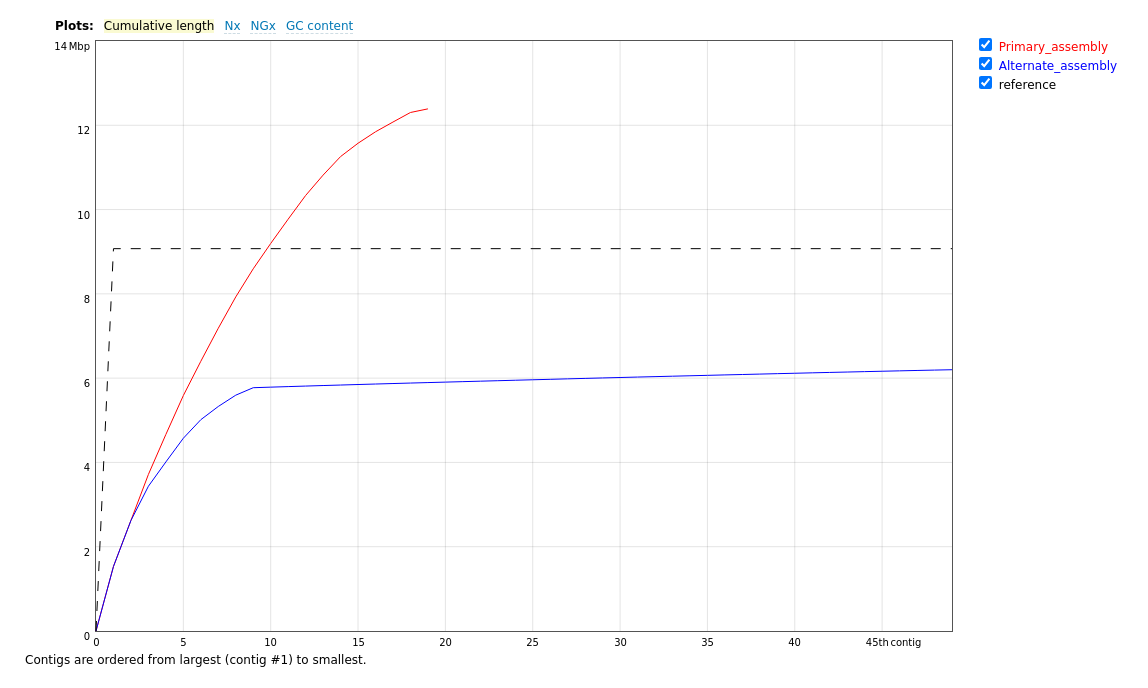 Plots: Cumulative length Nx NGx GC content
14 Mbp
12
10
8
6
4
2
0
0 5 10 15 20 25 30 35 40 45th contig
Contigs are ordered from largest (contig #1) to smallest.
Primary_assembly
Alternate_assembly
reference